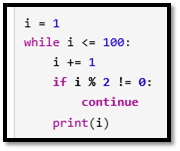 i = 1
while i <= 100:
    i += 1
    if i % 2 != 0:
        continue
    print(i)